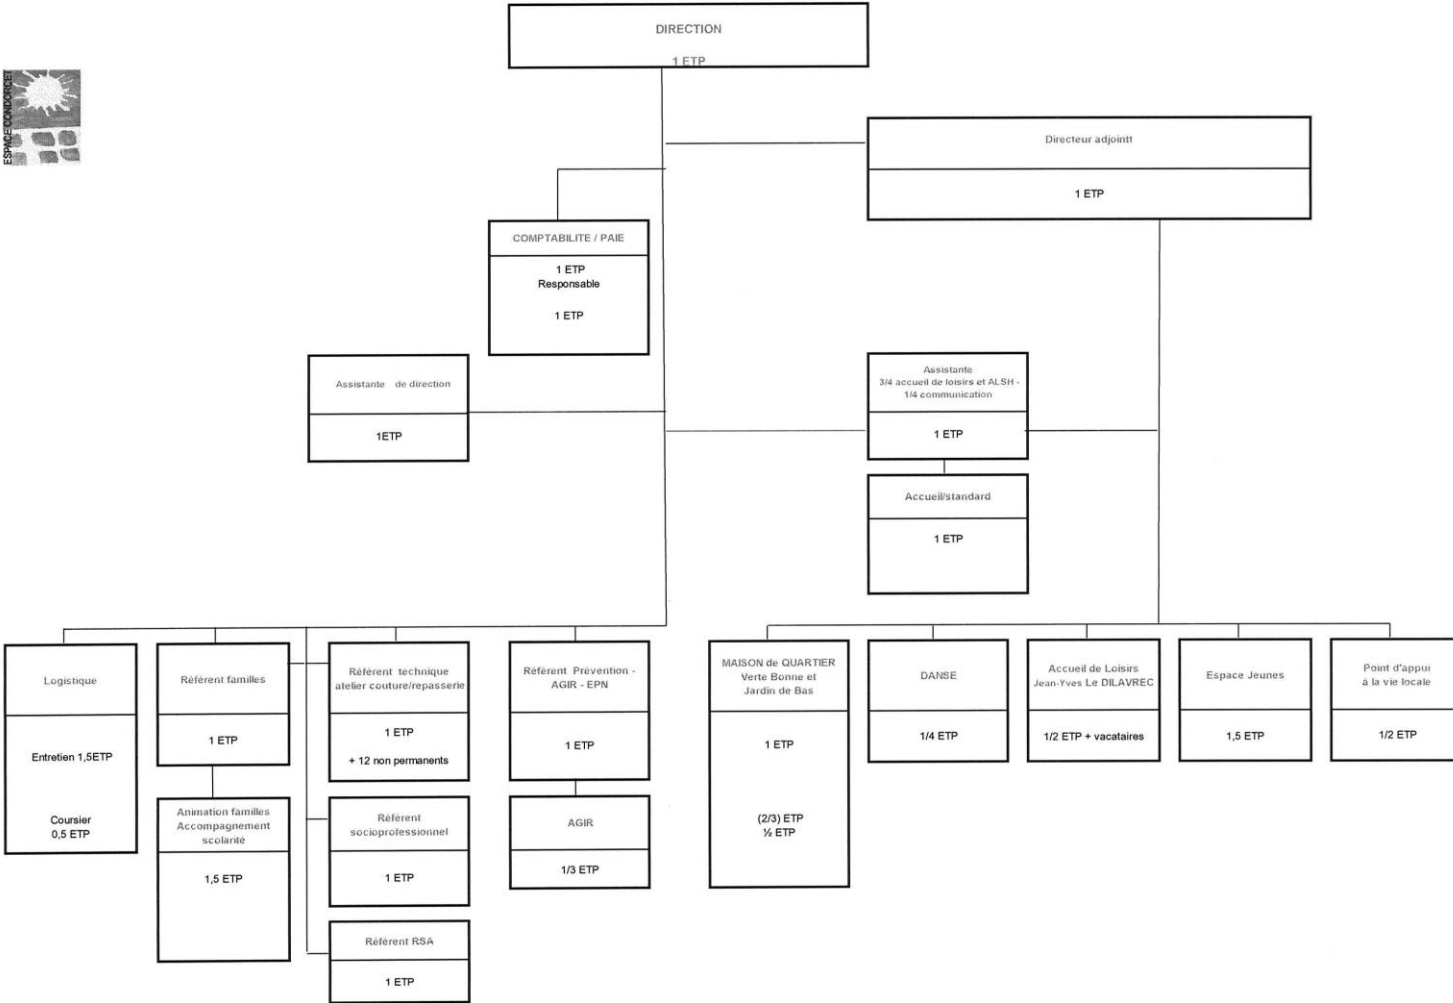 DIRECTION
1 ETP
ESPACE CONDORCET
Directeur adjointt
1 ETP
COMPTABILITE / PAIE
1 ETP
Responsable
1 ETP
Assistante de direction
1ETP
Assistante
3/4 accueil de loisirs et ALSH -
1/4 communication
1 ETP
Accueil/standard
1 ETP
Logistique
Entretien 1,5ETP
Coursier
0,5 ETP
Référent familles
1 ETP
Animation familles
Accompagnement
scolarité
1,5 ETP
Référent technique
atelier couture/repasserie
1 ETP
+ 12 non permanents
Référent
socioprofessionnel
1 ETP
Référent RSA
1 ETP
Référent Prévention -
AGIR - EPN
1 ETP
AGIR
1/3 ETP
MAISON de QUARTIER
Verte Bonne et
Jardin de Bas
1 ETP
(2/3) ETP
½ ETP
DANSE
1/4 ETP
Accueil de Loisirs
Jean-Yves Le DILAVREC
1/2 ETP + vacataires
Espace Jeunes
1,5 ETP
Point d'appui
à la vie locale
1/2 ETP